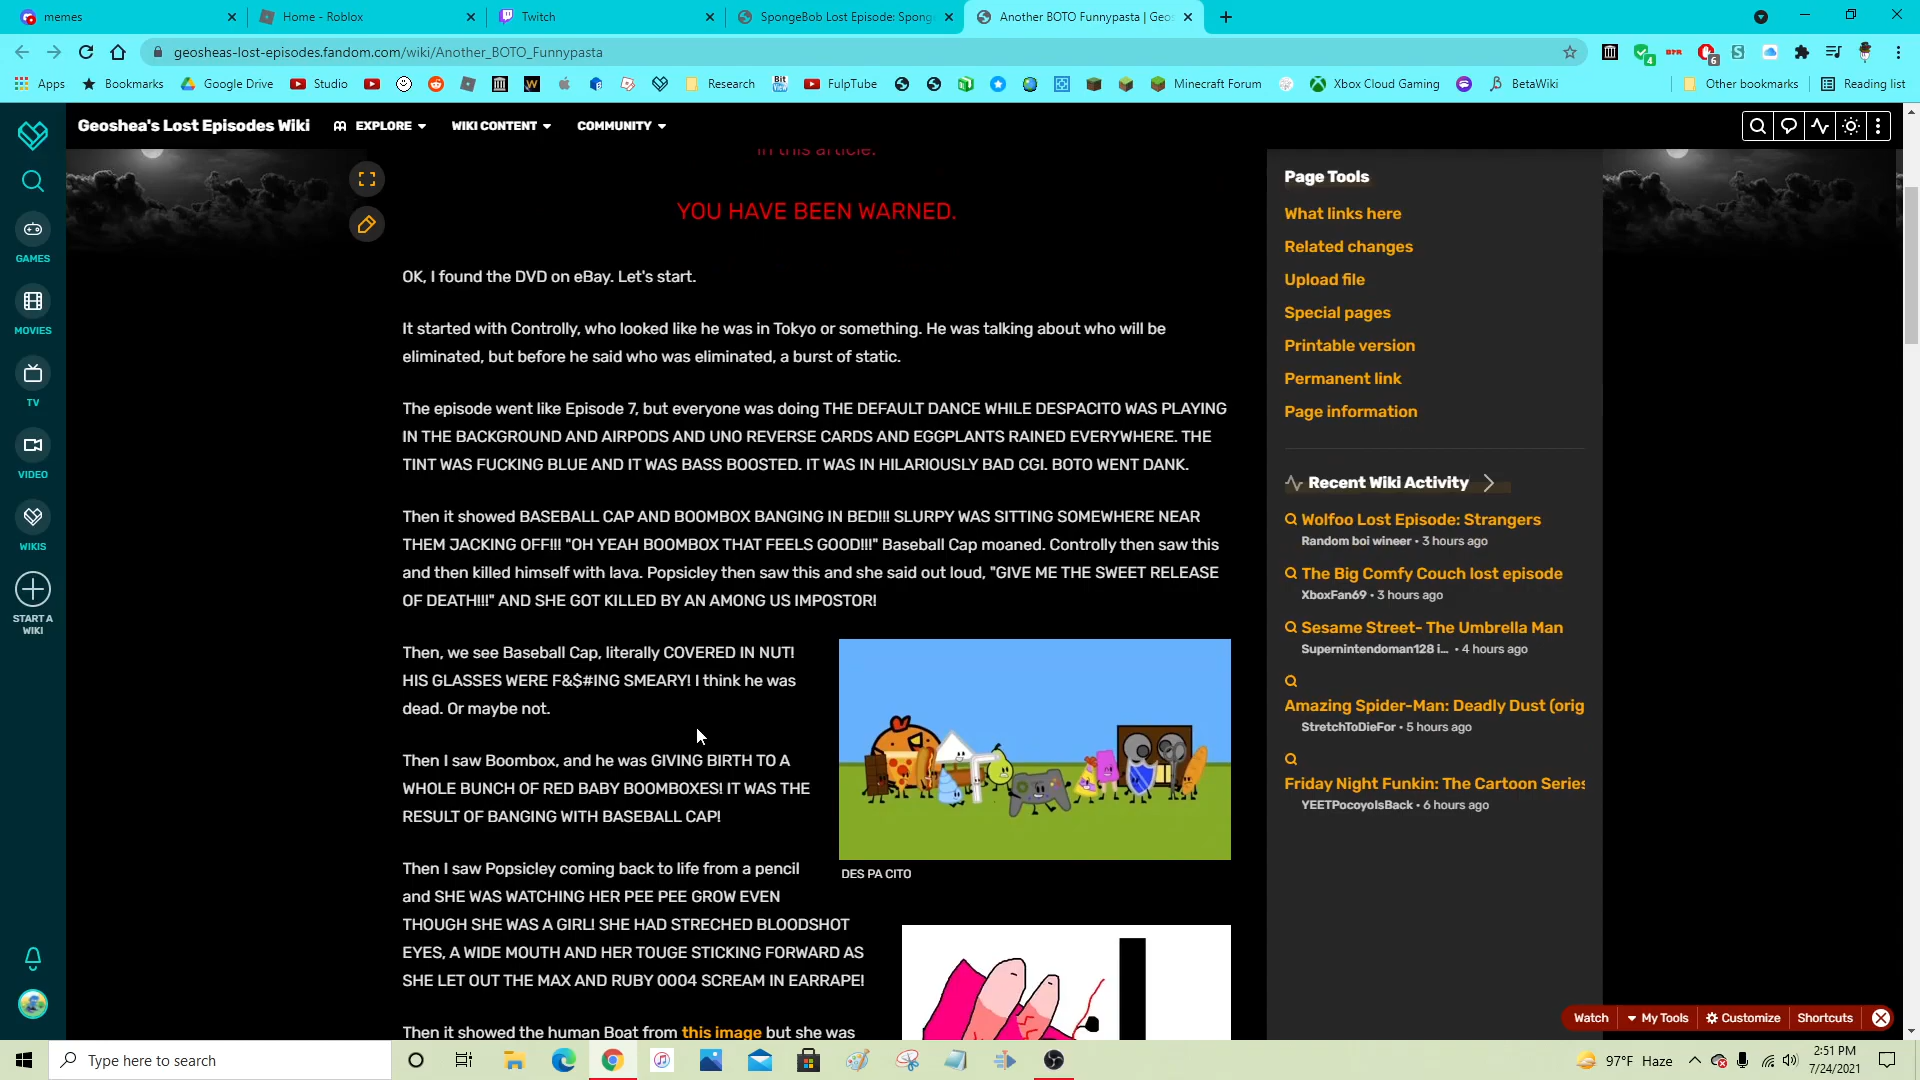 memes
Home - Roblox
Twitch
SpongeBob Lost Episode: Spong
Another BOTO Funnypasta | Geos
geosheas-lost-episodes.fandom.com/wiki/Another_BOTO_Funnypasta
4
6
Apps
Bookmarks
Google Drive
Studio
Research
Bit View
FulpTube
Minecraft Forum
Xbox Cloud Gaming
BetaWiki
Other bookmarks
Reading list
Geoshea's Lost Episodes Wiki
EXPLORE
WIKI CONTENT
COMMUNITY
GAMES
MOVIES
TV
VIDEO
WIKIS
START A
WIKI
in this article.
YOU HAVE BEEN WARNED.
OK, I found the DVD on eBay. Let's start.
It started with Controlly, who looked like he was in Tokyo or something. He was talking about who will be
eliminated, but before he said who was eliminated, a burst of static.
The episode went like Episode 7, but everyone was doing THE DEFAULT DANCE WHILE DESPACITO WAS PLAYING
IN THE BACKGROUND AND AIRPODS AND UNO REVERSE CARDS AND EGGPLANTS RAINED EVERYWHERE. THE
TINT WAS FUCKING BLUE AND IT WAS BASS BOOSTED. IT WAS IN HILARIOUSLY BAD CGI. BOTO WENT DANK.
Then it showed BASEBALL CAP AND BOOMBOX BANGING IN BED!!! SLURPY WAS SITTING SOMEWHERE NEAR
THEM JACKING OFF!!! "OH YEAH BOOMBOX THAT FEELS GOOD!!!" Baseball Cap moaned. Controlly then saw this
and then killed himself with lava. Popsicley then saw this and she said out loud, "GIVE ME THE SWEET RELEASE
OF DEATH!!!" AND SHE GOT KILLED BY AN AMONG US IMPOSTOR!
Then, we see Baseball Cap, literally COVERED IN NUT!
HIS GLASSES WERE F&$#ING SMEARY! I think he was
dead. Or maybe not.
Then I saw Boombox, and he was GIVING BIRTH TO A
WHOLE BUNCH OF RED BABY BOOMBOXES! IT WAS THE
RESULT OF BANGING WITH BASEBALL CAP!
DES PA CITO
Then I saw Popsicley coming back to life from a pencil
and SHE WAS WATCHING HER PEE PEE GROW EVEN
THOUGH SHE WAS A GIRL! SHE HAD STRECHED BLOODSHOT
EYES, A WIDE MOUTH AND HER TOUGE STICKING FORWARD AS
SHE LET OUT THE MAX AND RUBY 0004 SCREAM IN EARRAPE!
Then it showed the human Boat from this image but she was
Page Tools
What links here
Related changes
Upload file
Special pages
Printable version
Permanent link
Page information
Recent Wiki Activity
Wolfoo Lost Episode: Strangers
Random boi wineer • 3 hours ago
The Big Comfy Couch lost episode
XboxFan69 • 3 hours ago
Sesame Street- The Umbrella Man
Supernintendoman128 i... • 4 hours ago
Amazing Spider-Man: Deadly Dust (orig
StretchToDieFor • 5 hours ago
Friday Night Funkin: The Cartoon Series
YEETPocoyoIsBack • 6 hours ago
Watch
My Tools
Customize
Shortcuts
Type here to search
97°F Haze
2:51 PM
7/24/2021